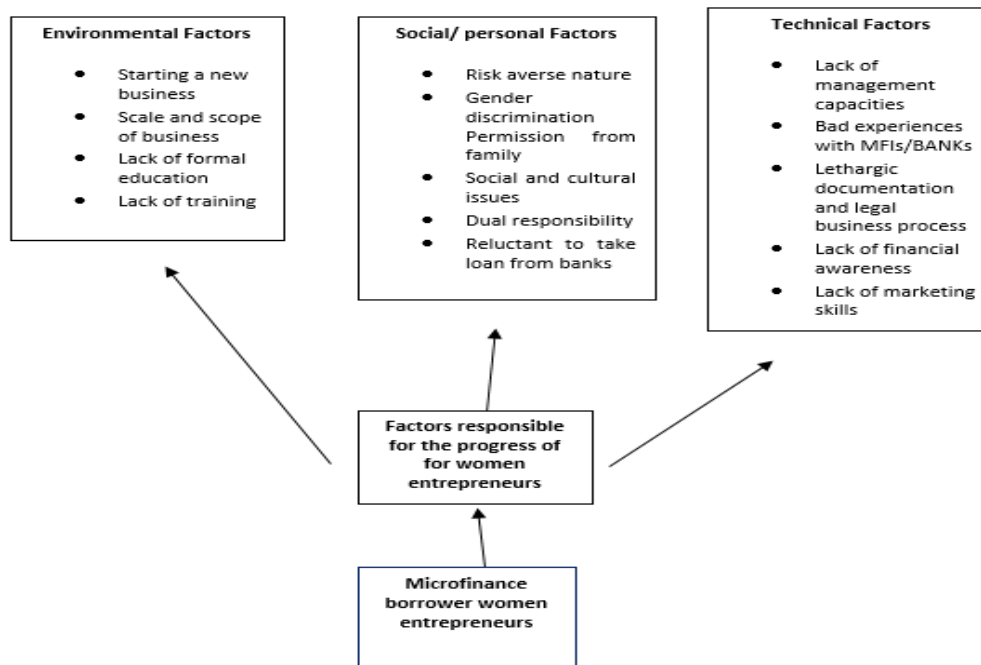 Environmental Factors
● Starting a new
business
● Scale and scope
of business
● Lack of formal
education
● Lack of training
Social/ personal Factors
● Risk averse nature
● Gender
discrimination
Permission from
family
● Social and cultural
issues
● Dual responsibility
● Reluctant to take
loan from banks
Technical Factors
● Lack of
management
capacities
● Bad experiences
with MFIs/BANKs
● Lethargic
documentation
and legal
business process
● Lack of financial
awareness
● Lack of marketing
skills
Factors responsible
for the progress of
for women
entrepreneurs
Microfinance
borrower women
entrepreneurs